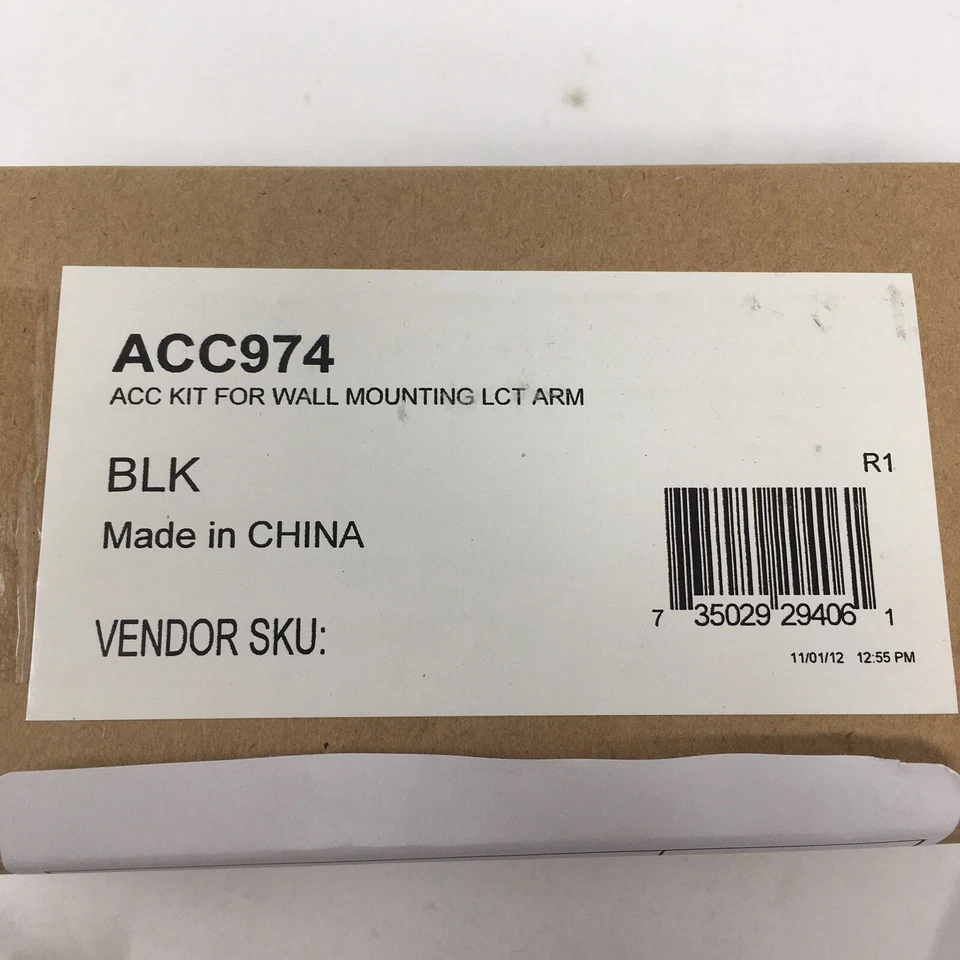 ACC974
ACC KIT FOR WALL MOUNTING LCT ARM
BLK
R1
Made in CHINA
7 35029 29406 1
VENDOR SKU:
11/01/12 12:55 PM